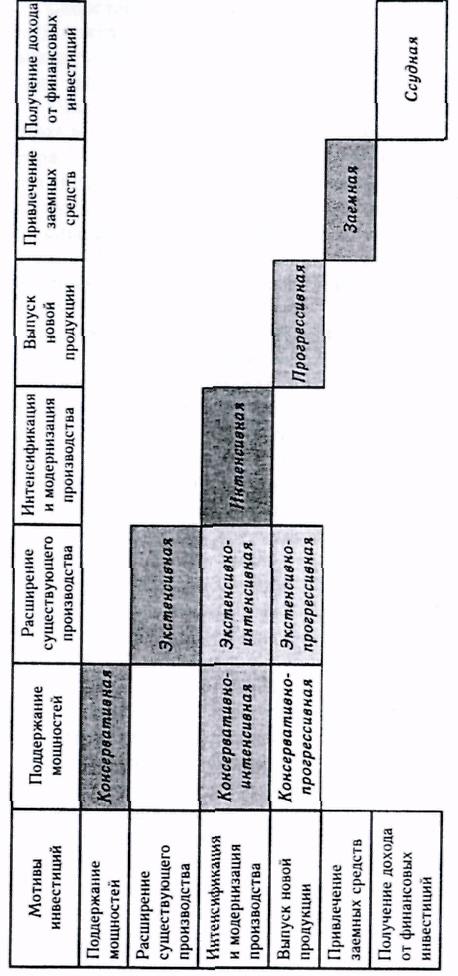 Мотивы
инвестиций
Поддержание
мощностей
Расширение
существующего
производства
Интенсификация
и модернизация
производства
Выпуск
новой
продукции
Привлечение
заемных
средств
Получение дохода
от финансовых
инвестиций
Поддержание
мощностей
Консервативная
Расширение
существующего
производства
Экстенсивная
Интенсификация
и модернизация
производства
Консервативно-
интенсивная
Экстенсивно-
интенсивная
Интенсивная
Выпуск новой
продукции
Консервативно-
прогрессивная
Экстенсивно-
прогрессивная
Прогрессивная
Привлечение
заемных средств
Заемная
Получение дохода
от финансовых
инвестиций
Ссудная